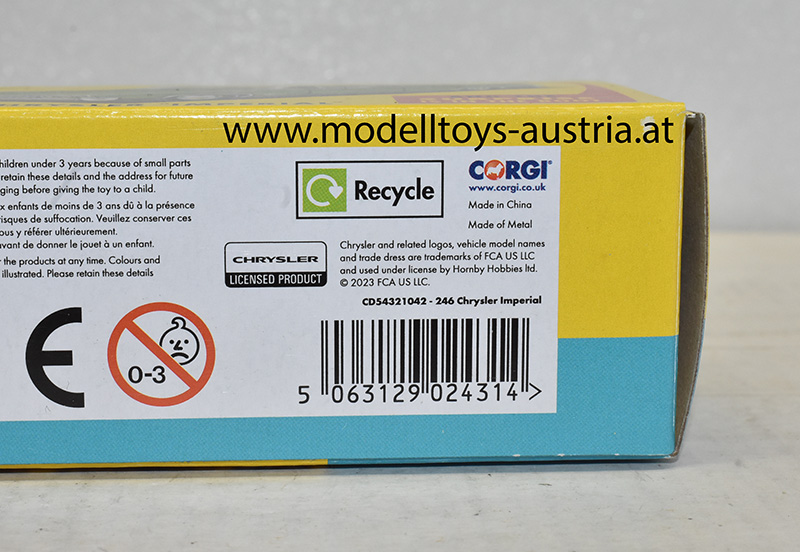 IMPERIAL
www.modelltoys-austria.at
children under 3 years because of small parts
retain these details and the address for future
ging before giving the toy to a child.
x enfants de moins de 3 ans dû à la présence
risques de suffocation. Veuillez conserver ces
ous y référer ultérieurement.
avant de donner le jouet à un enfant.
the products at any time. Colours and
illustrated. Please retain these details
Recycle
CORGI
www.corgi.co.uk
Made in China
Made of Metal
CHRYSLER
LICENSED PRODUCT
Chrysler and related logos, vehicle model names
and trade dress are trademarks of FCA US LLC
and used under license by Hornby Hobbies ltd.
© 2023 FCA US LLC.
CD54321042 - 246 Chrysler Imperial
CE
0-3
5 063129 024314 >